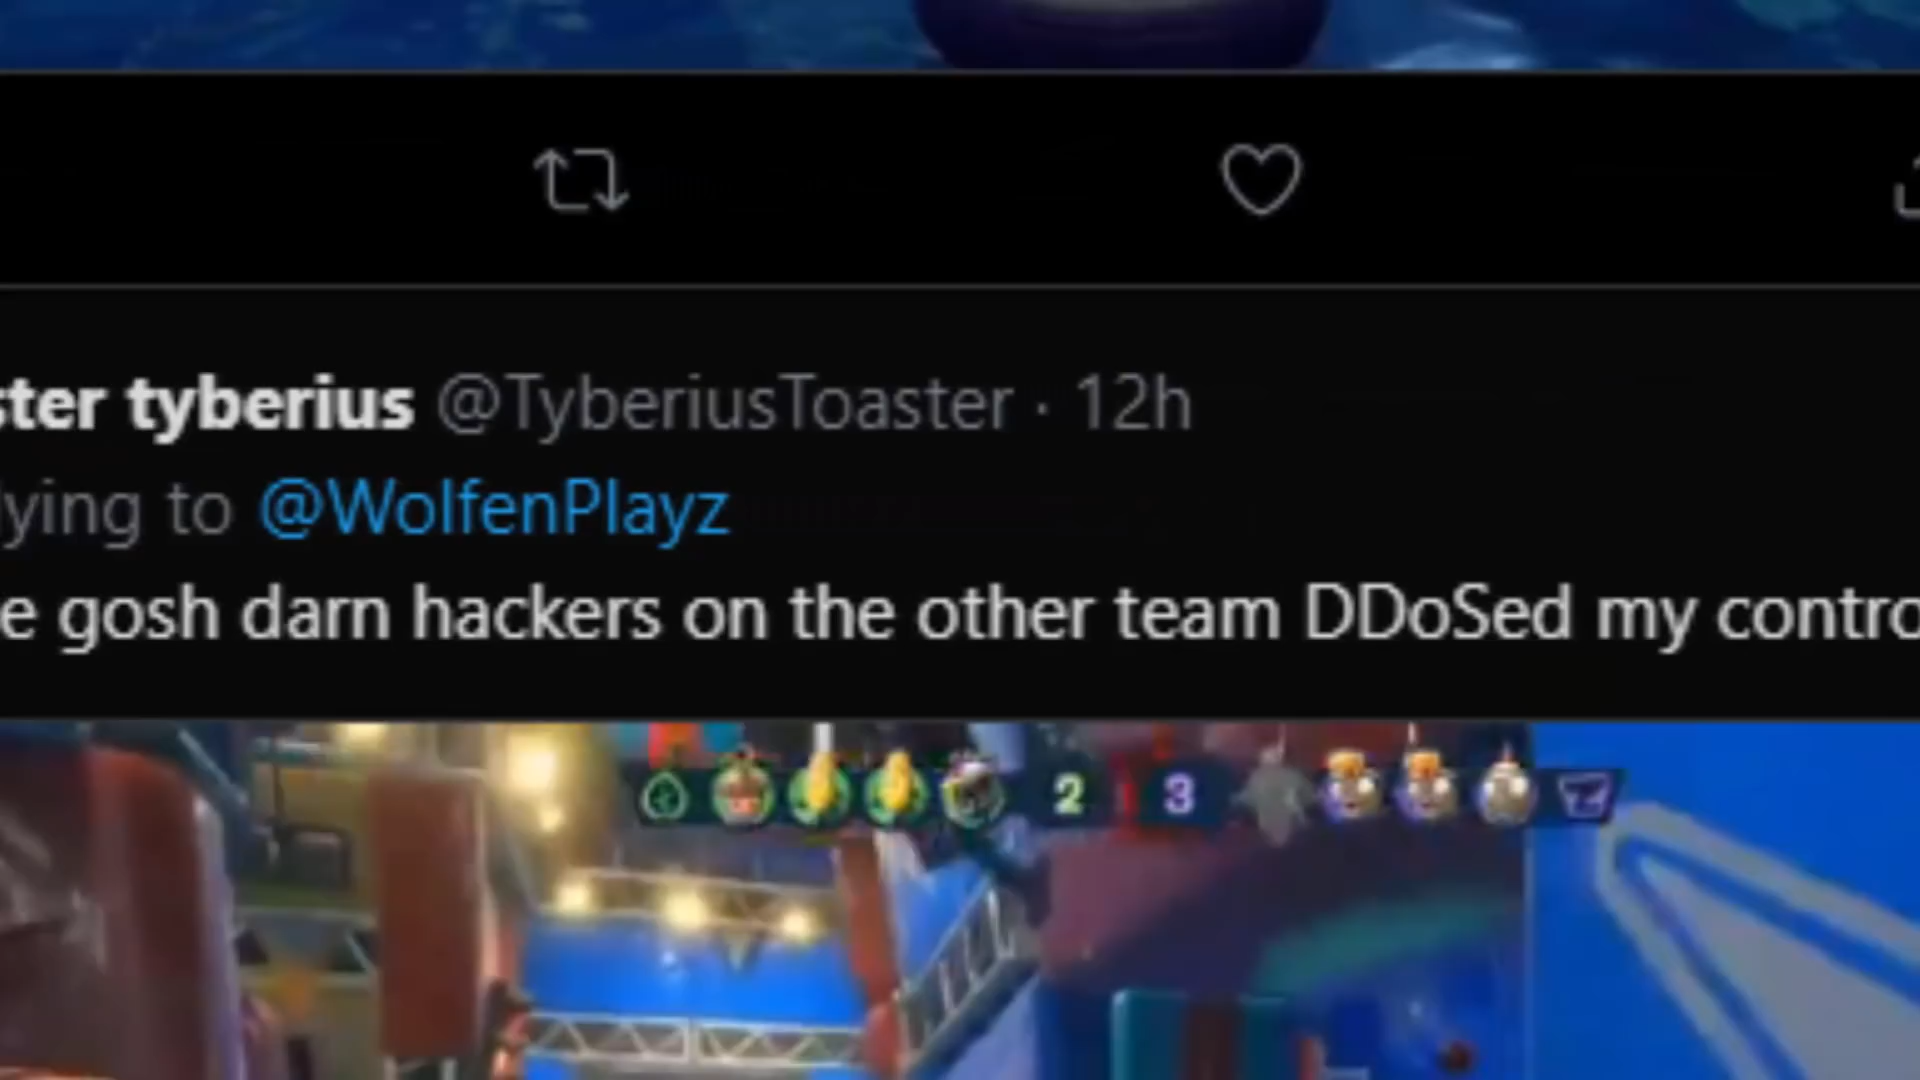 ster tyberius @TyberiusToaster · 12h
lying to @WolfenPlayz
e gosh darn hackers on the other team DDoSed my contro
2 3